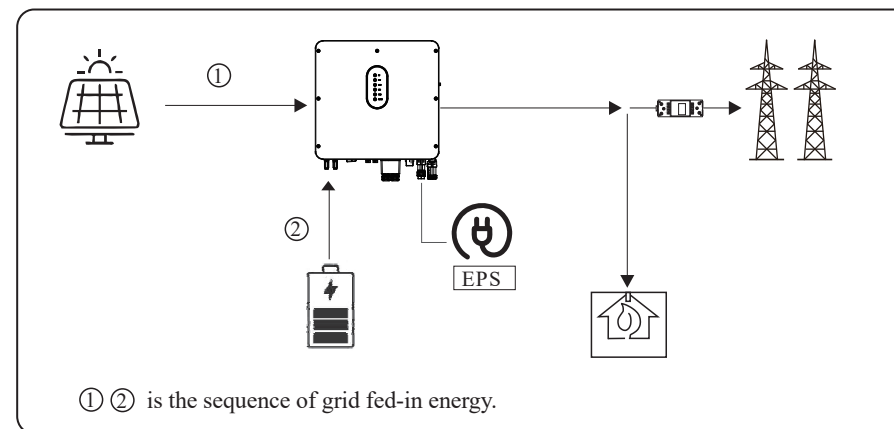 ①
②
EPS
① ② is the sequence of grid fed-in energy.